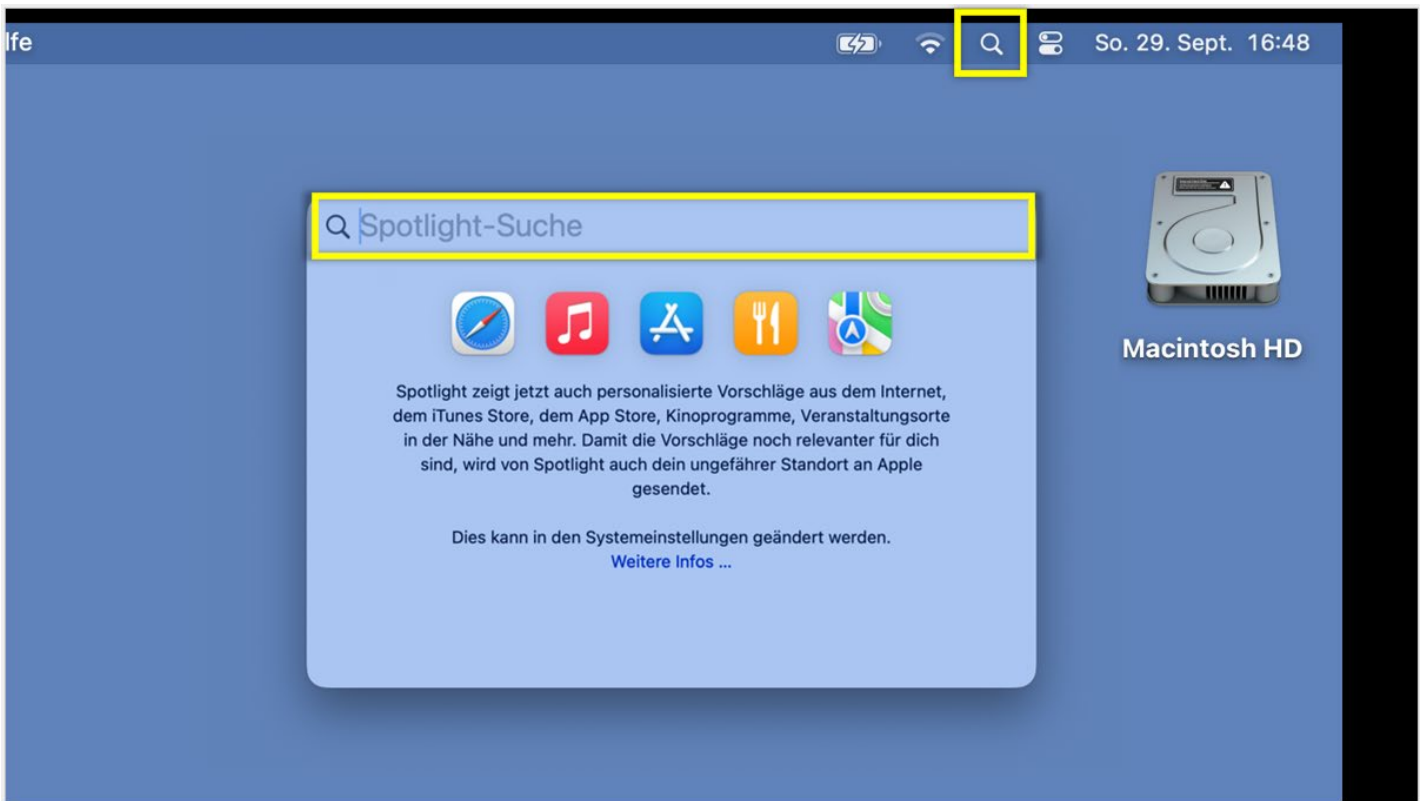 lfe
So. 29. Sept. 16:48
Spotlight-Suche
Macintosh HD
Spotlight zeigt jetzt auch personalisierte Vorschläge aus dem Internet,
dem iTunes Store, dem App Store, Kinoprogramme, Veranstaltungsorte
in der Nähe und mehr. Damit die Vorschläge noch relevanter für dich
sind, wird von Spotlight auch dein ungefährer Standort an Apple
gesendet.
Dies kann in den Systemeinstellungen geändert werden.
Weitere Infos ...